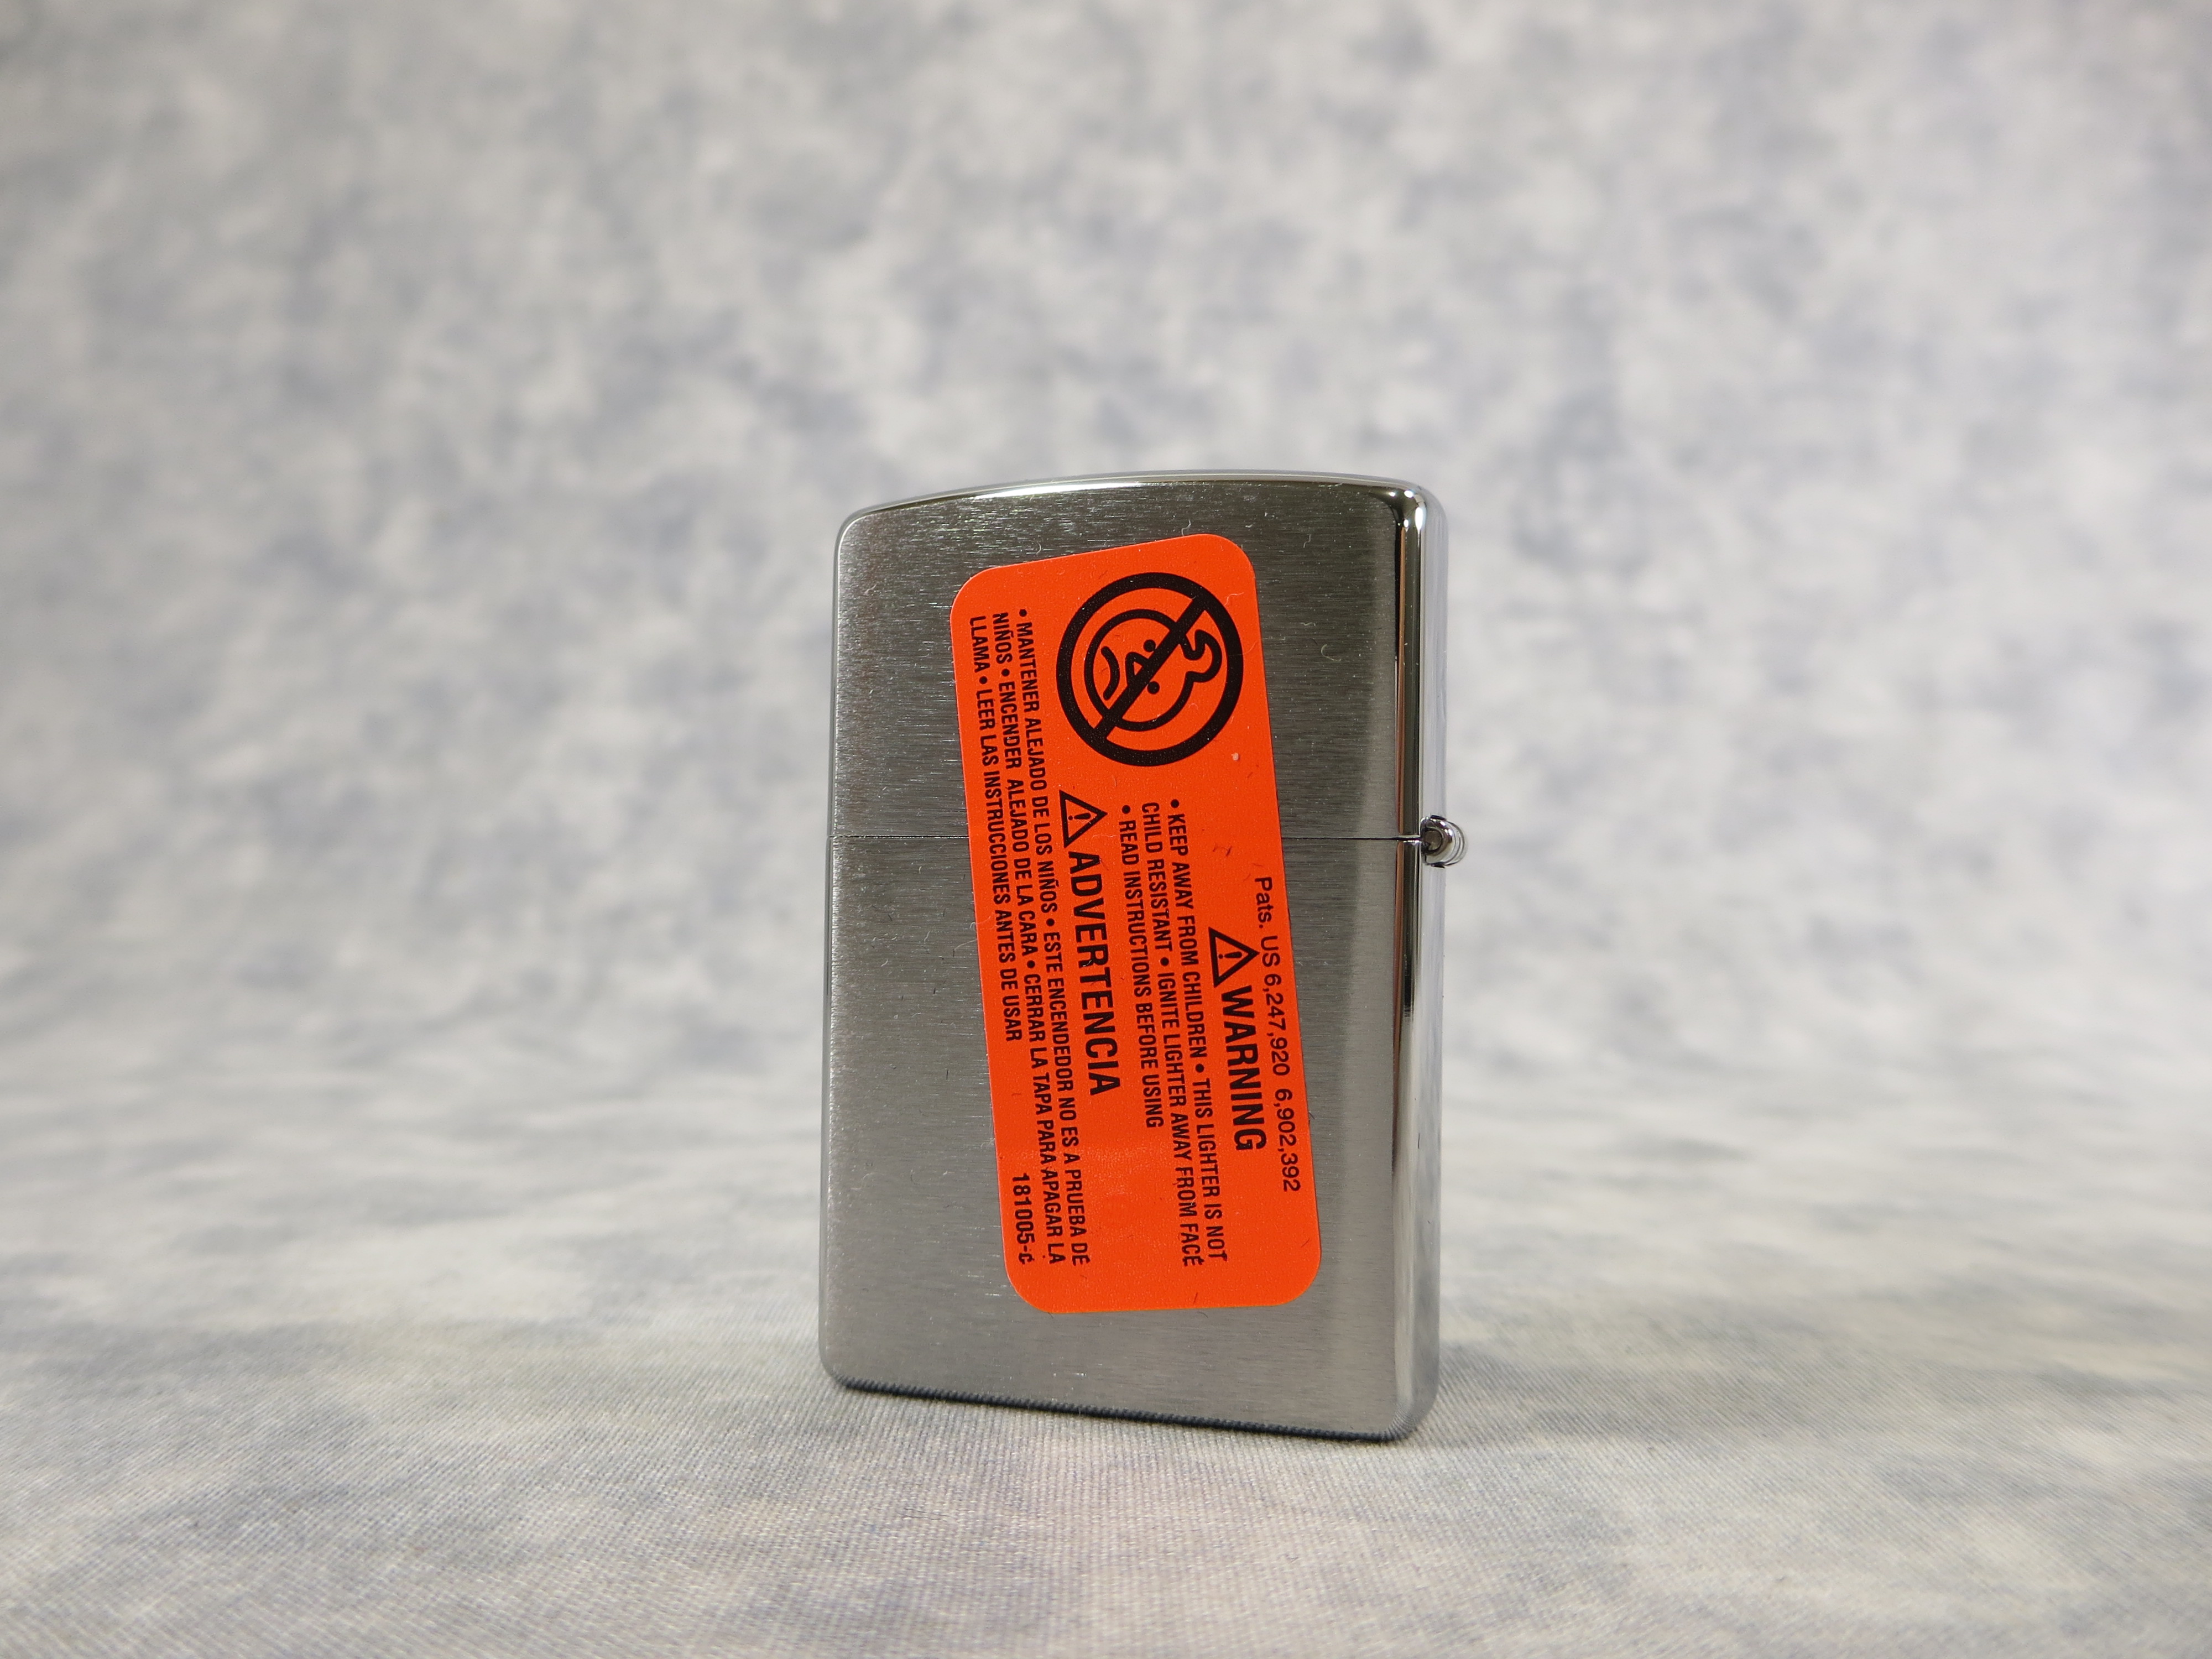 Pats. US 6,247,920 6,902,392
WARNING
• KEEP AWAY FROM CHILDREN • THIS LIGHTER IS NOT
CHILD RESISTANT • IGNITE LIGHTER AWAY FROM FACE
• READ INSTRUCTIONS BEFORE USING
ADVERTENCIA
• MANTENER ALEJADO DE LOS NIÑOS • ESTE ENCENDEDOR NO ES A PRUEBA DE
NIÑOS • ENCENDER ALEJADO DE LA CARA • CERRAR LA TAPA PARA APAGAR LA
LLAMA • LEER LAS INSTRUCCIONES ANTES DE USAR
181005-c